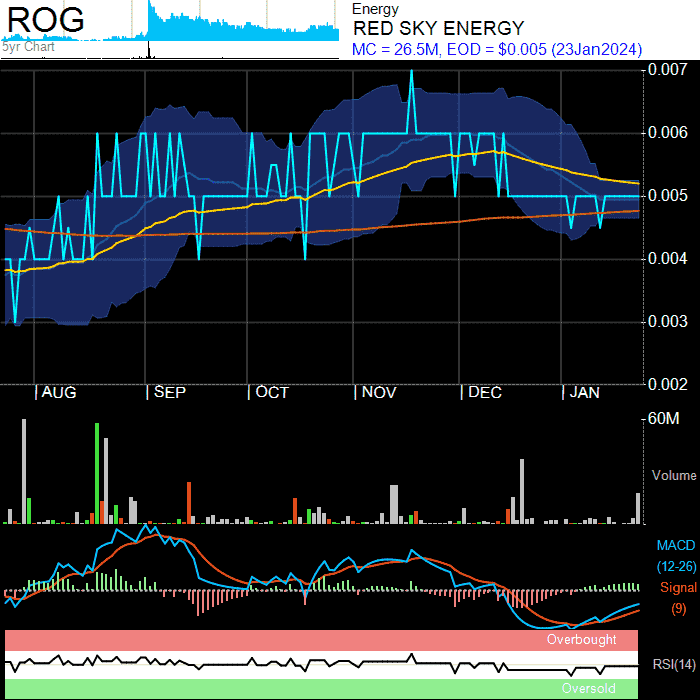 ROG
5yr Chart
Energy
RED SKY ENERGY
MC = 26.5M, EOD = $0.005 (23Jan2024)
0.007
0.006
0.005
0.004
0.003
0.002
AUG
SEP
OCT
NOV
DEC
JAN
60M
Volume
MACD
(12-26)
Signal
(9)
Overbought
RSI(14)
Oversold